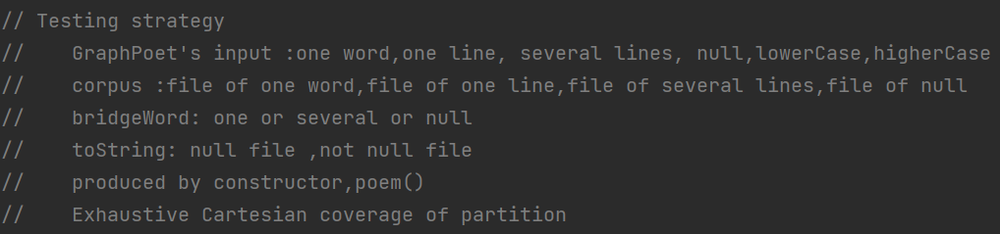 // Testing strategy
//    GraphPoet's input :one word,one line, several lines, null,lowerCase,higherCase
//    corpus :file of one word,file of one line,file of several lines,file of null
//    bridgeWord: one or several or null
//    toString: null file ,not null file
//    produced by constructor,poem()
//    Exhaustive Cartesian coverage of partition